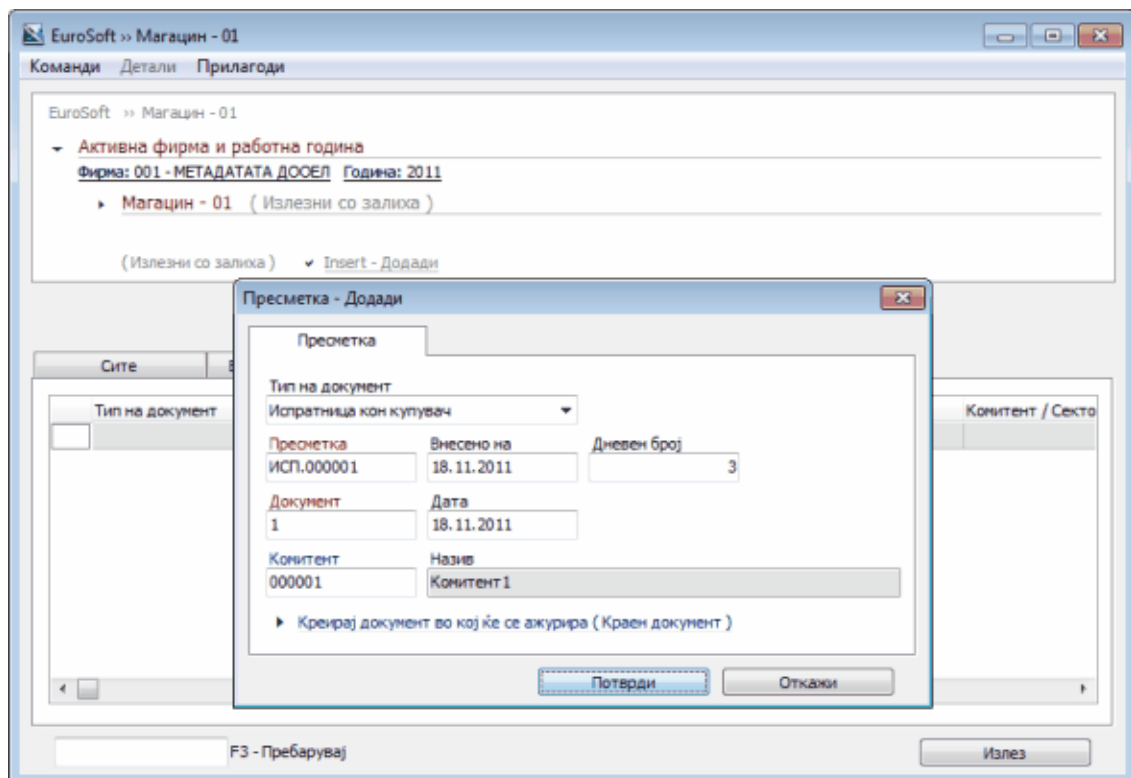 EuroSoft » Магацин - 01
Команди Детали Прилагоди
EuroSoft » Магацин - 01
Активна фирма и работна година
Фирма: 001 - МЕТАДАТАТА ДООЕЛ Година: 2011
Магацин - 01 ( Излезни со залиха )
( Излезни со залиха ) Insert - Додади
Пресметка - Додади
Пресметка
Сите
Тип на документ
Испратница кон купувач
Тип на документ
Комитент / Секто
Пресметка Внесено на Дневен број
ИСП.000001 18.11.2011 3
Документ Дата
1 18.11.2011
Комитент Назив
000001 Комитент1
Креирај документ во кој ќе се ажурира ( Краен документ )
Потврди Откажи
F3 - Пребарувај
Излез